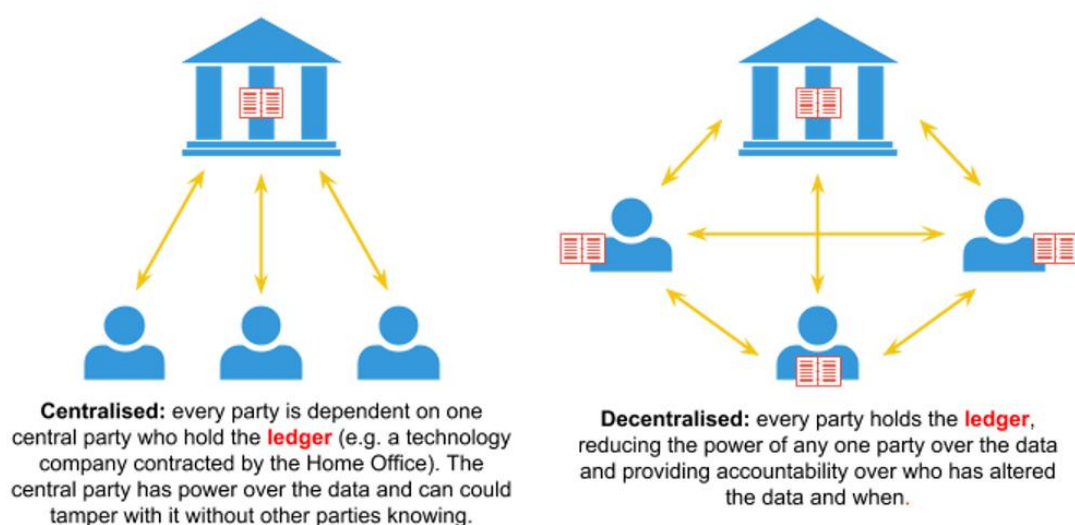 Centralised: every party is dependent on one
central party who hold the ledger (e.g. a technology
company contracted by the Home Office). The
central party has power over the data and can could
tamper with it without other parties knowing.
Decentralised: every party holds the ledger,
reducing the power of any one party over the data
and providing accountability over who has altered
the data and when.